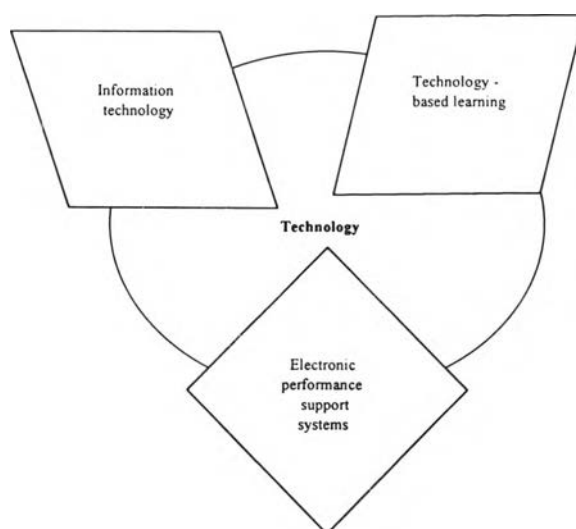 Information
technology
Technology -
based learning
Technology
Electronic
performance
support
systems